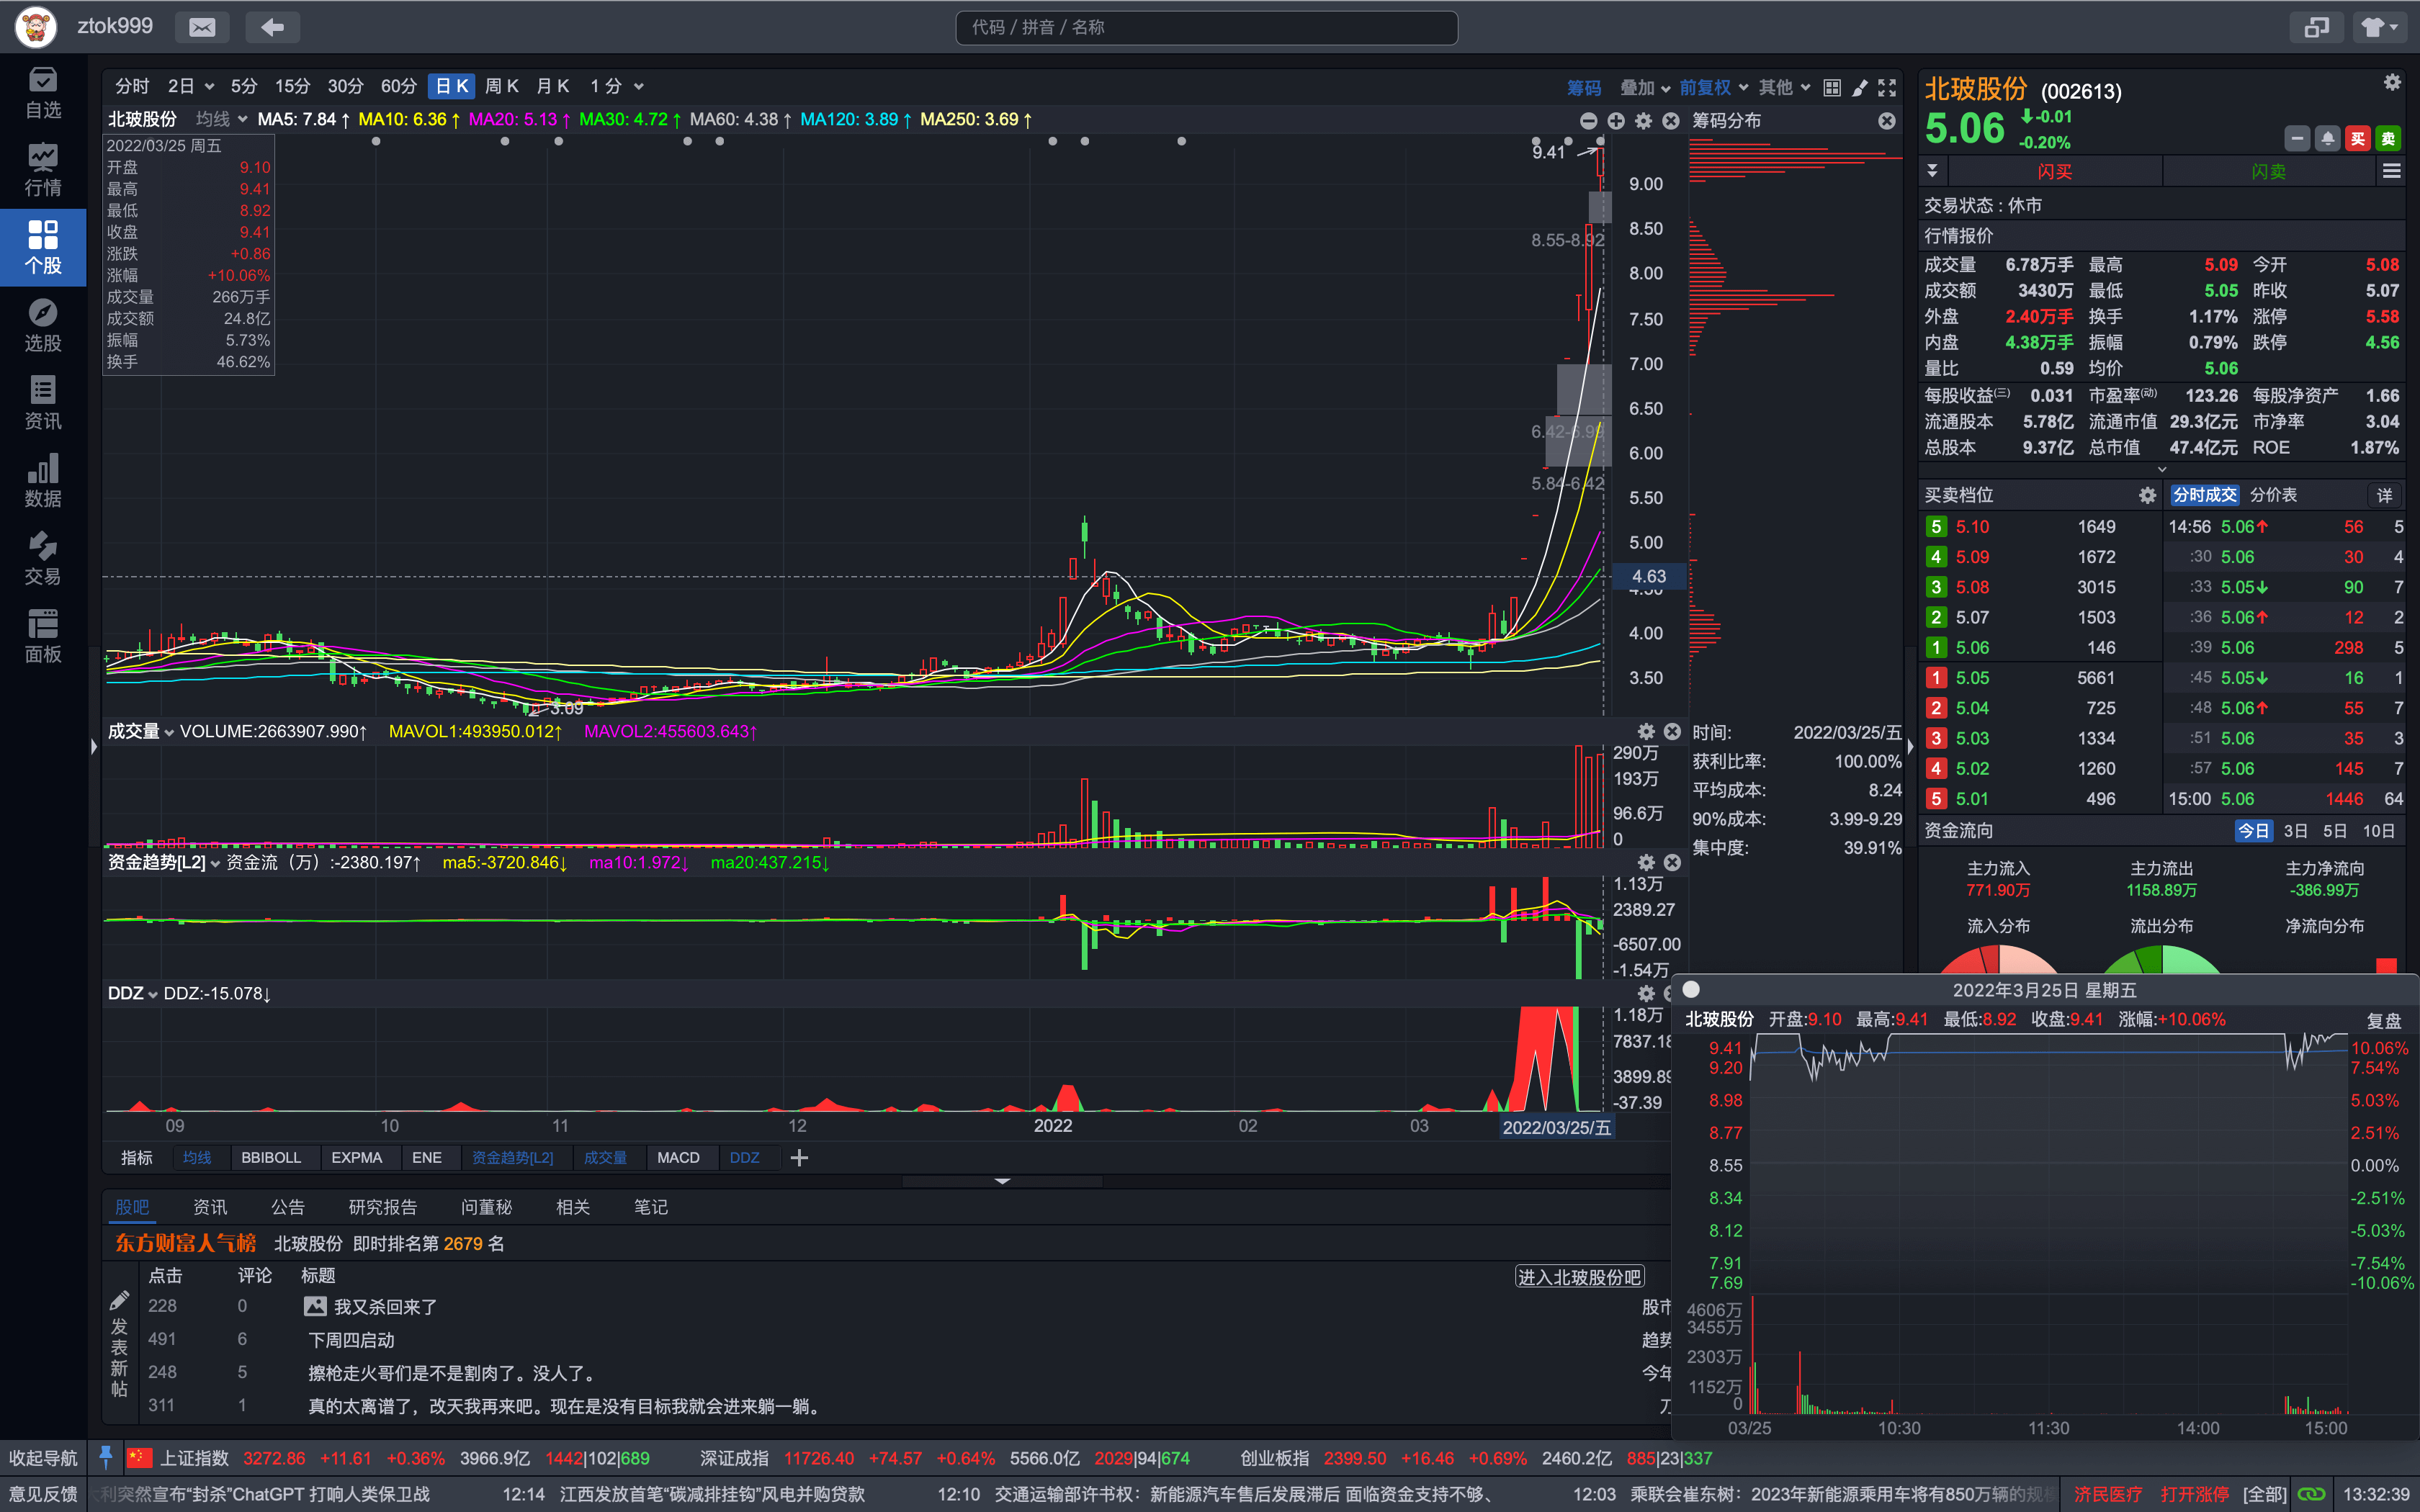 ztok999
代码 / 拼音 / 名称
自选
行情
个股
选股
资讯
数据
交易
面板
分时 2日 5分 15分 30分 60分 日K 周K 月K 1分 筹码 叠加 前复权 其他
北玻股份 均线 MA5: 7.84↑ MA10: 6.36↑ MA20: 5.13↑ MA30: 4.72↑ MA60: 4.38↑ MA120: 3.89↑ MA250: 3.69↑
2022/03/25 周五
开盘 9.10
最高 9.41
最低 8.92
收盘 9.41
涨跌 +0.86
涨幅 +10.06%
成交量 266万手
成交额 24.8亿
振幅 5.73%
换手 46.62%
9.41
8.55-8.92
6.42-6.99
5.84-6.42
3.09
9.00
8.50
8.00
7.50
7.00
6.50
6.00
5.50
5.00
4.63
4.00
3.50
筹码分布
成交量 VOLUME:2663907.990↑ MAVOL1:493950.012↑ MAVOL2:455603.643↑
290万
193万
96.6万
0
资金趋势[L2] 资金流（万）:-2380.197↑ ma5:-3720.846↓ ma10:1.972↓ ma20:437.215↓
1.13万
2389.27
-6507.00
-1.54万
DDZ DDZ:-15.078↓
1.18万
7837.18
3899.89
-37.39
09 10 11 12 2022 02 03 2022/03/25/五
指标 均线 BBIBOLL EXPMA ENE 资金趋势[L2] 成交量 MACD DDZ
时间: 2022/03/25/五
获利比率: 100.00%
平均成本: 8.24
90%成本: 3.99-9.29
集中度: 39.91%
股吧 资讯 公告 研究报告 问董秘 相关 笔记
东方财富人气榜 北玻股份 即时排名第 2679 名
点击 评论 标题
进入北玻股份吧
228 0 我又杀回来了
491 6 下周四启动
248 5 擦枪走火哥们是不是割肉了。没人了。
311 1 真的太离谱了，改天我再来吧。现在是没有目标我就会进来躺一躺。
股市
趋势
今年
发表新帖
北玻股份 (002613)
5.06 -0.01
-0.20%
买 卖
闪买 闪卖
交易状态 : 休市
行情报价
成交量 6.78万手 最高 5.09 今开 5.08
成交额 3430万 最低 5.05 昨收 5.07
外盘 2.40万手 换手 1.17% 涨停 5.58
内盘 4.38万手 振幅 0.79% 跌停 4.56
量比 0.59 均价 5.06
每股收益(三) 0.031 市盈率(动) 123.26 每股净资产 1.66
流通股本 5.78亿 流通市值 29.3亿元 市净率 3.04
总股本 9.37亿 总市值 47.4亿元 ROE 1.87%
买卖档位 分时成交 分价表 详
5 5.10 1649 14:56 5.06↑ 56 5
4 5.09 1672 :30 5.06 30 4
3 5.08 3015 :33 5.05↓ 90 7
2 5.07 1503 :36 5.06↑ 12 2
1 5.06 146 :39 5.06 298 5
1 5.05 5661 :45 5.05↓ 16 1
2 5.04 725 :48 5.06↑ 55 7
3 5.03 1334 :51 5.06 35 3
4 5.02 1260 :57 5.06 145 7
5 5.01 496 15:00 5.06 1446 64
资金流向 今日 3日 5日 10日
主力流入 主力流出 主力净流向
771.90万 1158.89万 -386.99万
流入分布 流出分布 净流向分布
2022年3月25日 星期五
北玻股份 开盘:9.10 最高:9.41 最低:8.92 收盘:9.41 涨幅:+10.06% 复盘
9.41 10.06%
9.20 7.54%
8.98 5.03%
8.77 2.51%
8.55 0.00%
8.34 -2.51%
8.12 -5.03%
7.91 -7.54%
7.69 -10.06%
4606万
3455万
2303万
1152万
0
03/25 10:30 11:30 14:00 15:00
收起导航 上证指数 3272.86 +11.61 +0.36% 3966.9亿 1442|102|689 深证成指 11726.40 +74.57 +0.64% 5566.0亿 2029|94|674 创业板指 2399.50 +16.46 +0.69% 2460.2亿 885|23|337
意见反馈 利突然宣布“封杀”ChatGPT 打响人类保卫战 12:14 江西发放首笔“碳减排挂钩”风电并购贷款 12:10 交通运输部许书权：新能源汽车售后发展滞后 面临资金支持不够、 12:03 乘联会崔东树：2023年新能源乘用车将有850万辆的规 济民医疗 打开涨停 [全部] 13:32:39